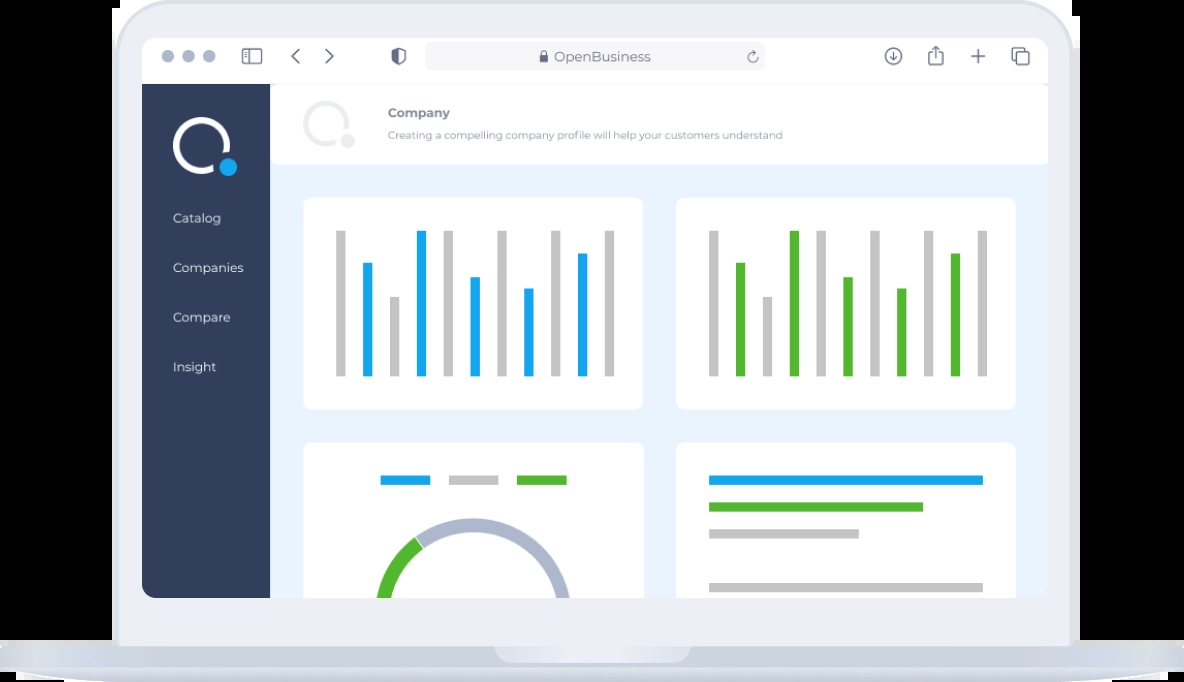 OpenBusiness
Company
Creating a compelling company profile will help your customers understand
Catalog
Companies
Compare
Insight